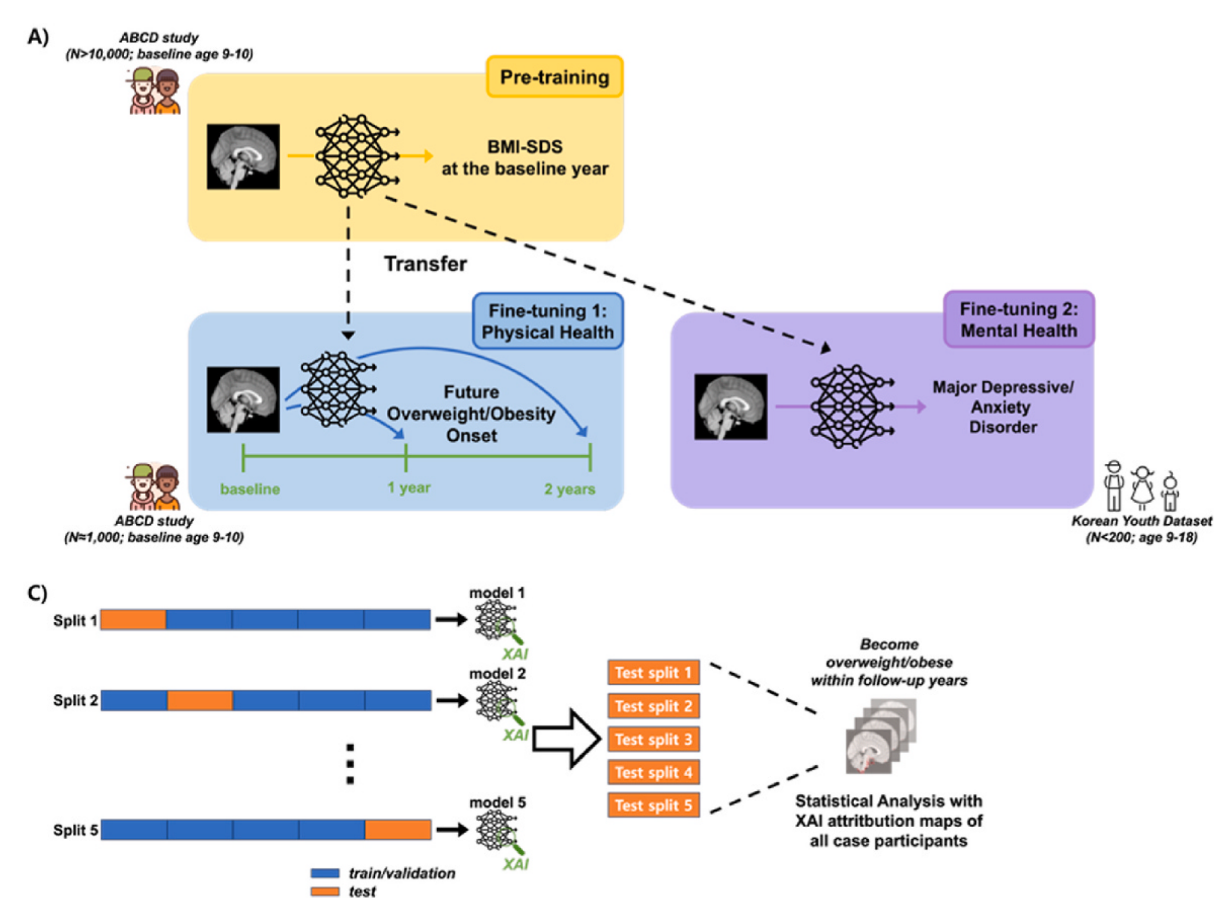 A)
ABCD study
(N>10,000; baseline age 9-10)
Pre-training
BMI-SDS
at the baseline year
Transfer
Fine-tuning 1:
Physical Health
Future
Overweight/Obesity
Onset
baseline
1 year
2 years
ABCD study
(N≈1,000; baseline age 9-10)
Fine-tuning 2:
Mental Health
Major Depressive/
Anxiety
Disorder
Korean Youth Dataset
(N<200; age 9-18)
C)
Split 1
model 1
XAI
Split 2
model 2
XAI
Split 5
model 5
XAI
train/validation
test
Test split 1
Test split 2
Test split 3
Test split 4
Test split 5
Become
overweight/obese
within follow-up years
Statistical Analysis with
XAI attritbution maps of
all case participants